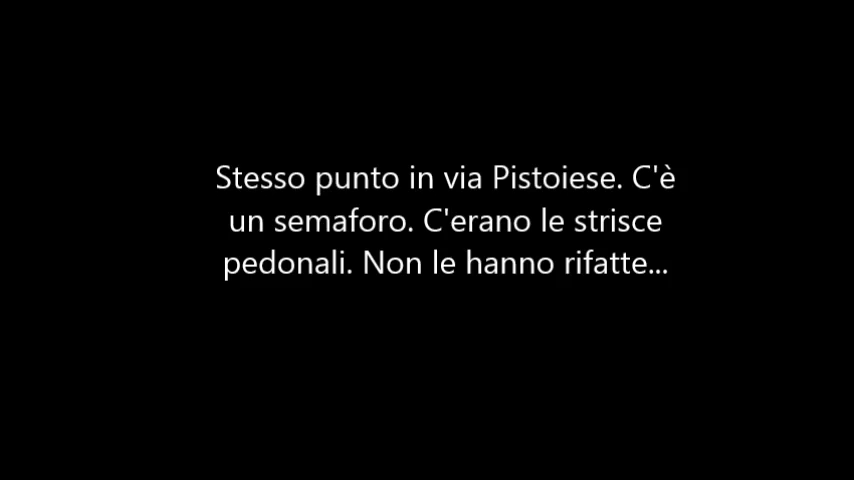 Stesso punto in via Pistoiese. C'è
un semaforo. C'erano le strisce
pedonali. Non le hanno rifatte...